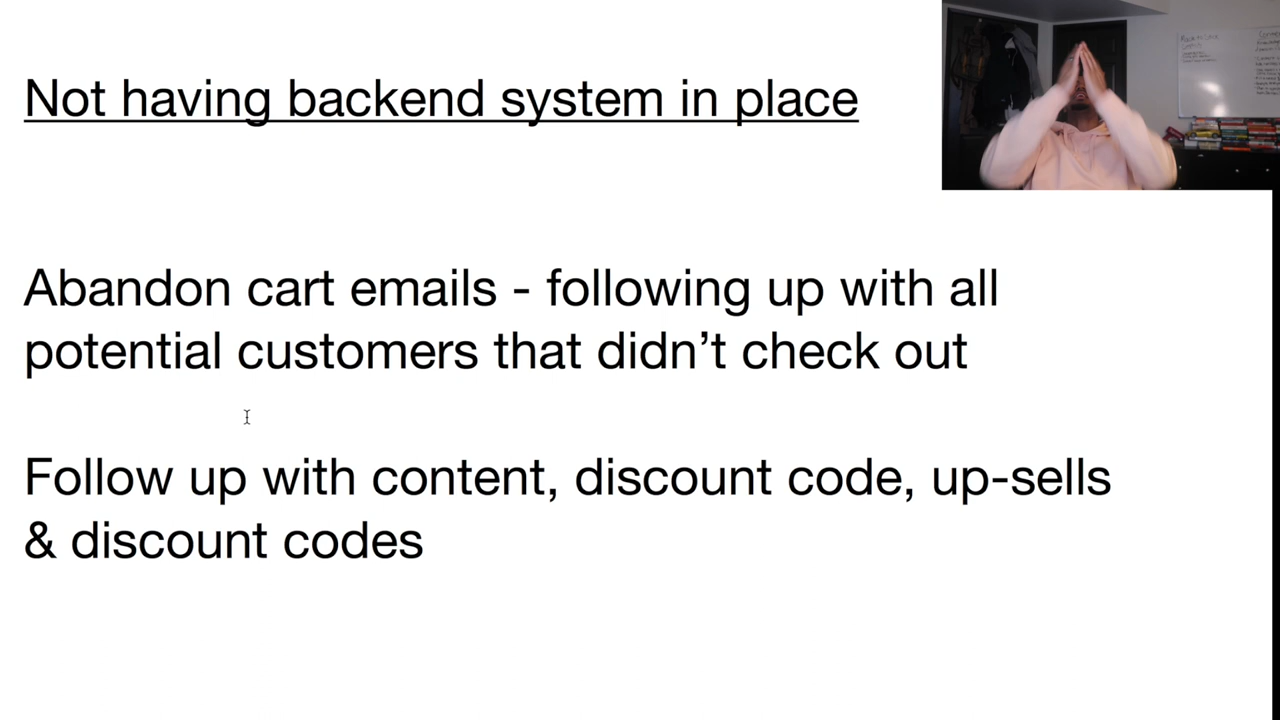 Not having backend system in place
Abandon cart emails - following up with all
potential customers that didn’t check out
Follow up with content, discount code, up-sells
& discount codes